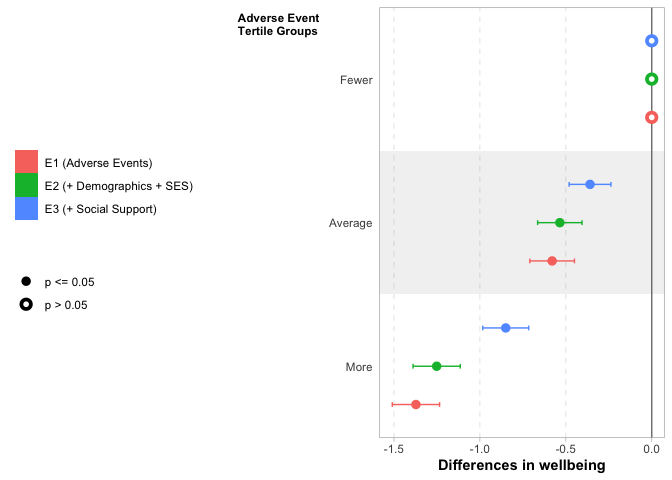 Adverse Event
Tertile Groups
Fewer
E1 (Adverse Events)
E2 (+ Demographics + SES)
E3 (+ Social Support)
Average
p <= 0.05
p > 0.05
More
-1.5 -1.0 -0.5 0.0
Differences in wellbeing